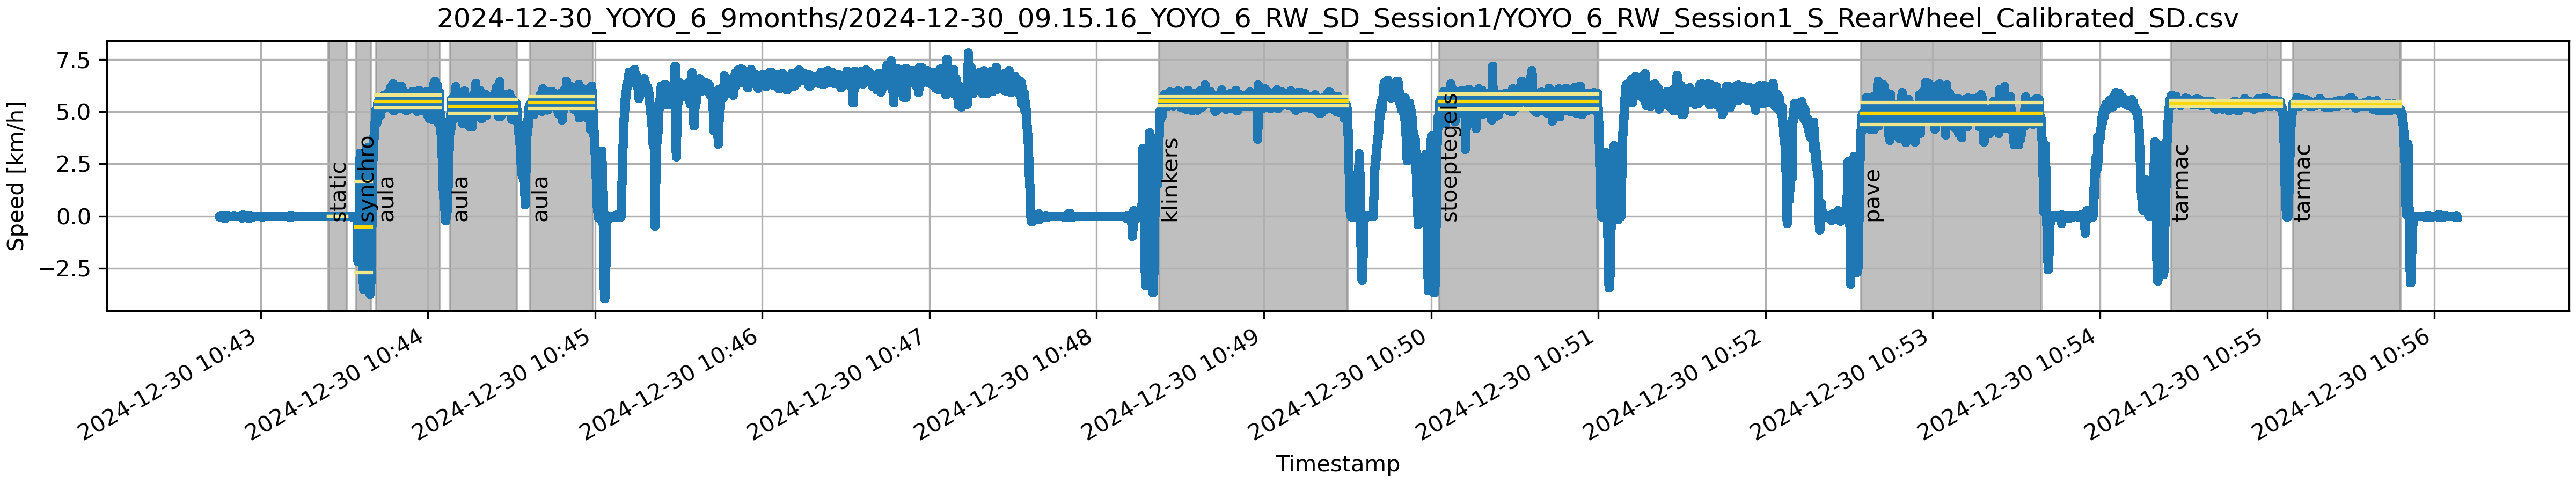 2024-12-30_YOYO_6_9months/2024-12-30_09.15.16_YOYO_6_RW_SD_Session1/YOYO_6_RW_Session1_S_RearWheel_Calibrated_SD.csv
Speed [km/h]
7.5
5.0
2.5
0.0
−2.5
static
synchro
aula
aula
aula
klinkers
stoeptegels
pave
tarmac
tarmac
2024-12-30 10:43
2024-12-30 10:44
2024-12-30 10:45
2024-12-30 10:46
2024-12-30 10:47
2024-12-30 10:48
2024-12-30 10:49
2024-12-30 10:50
2024-12-30 10:51
2024-12-30 10:52
2024-12-30 10:53
2024-12-30 10:54
2024-12-30 10:55
2024-12-30 10:56
Timestamp